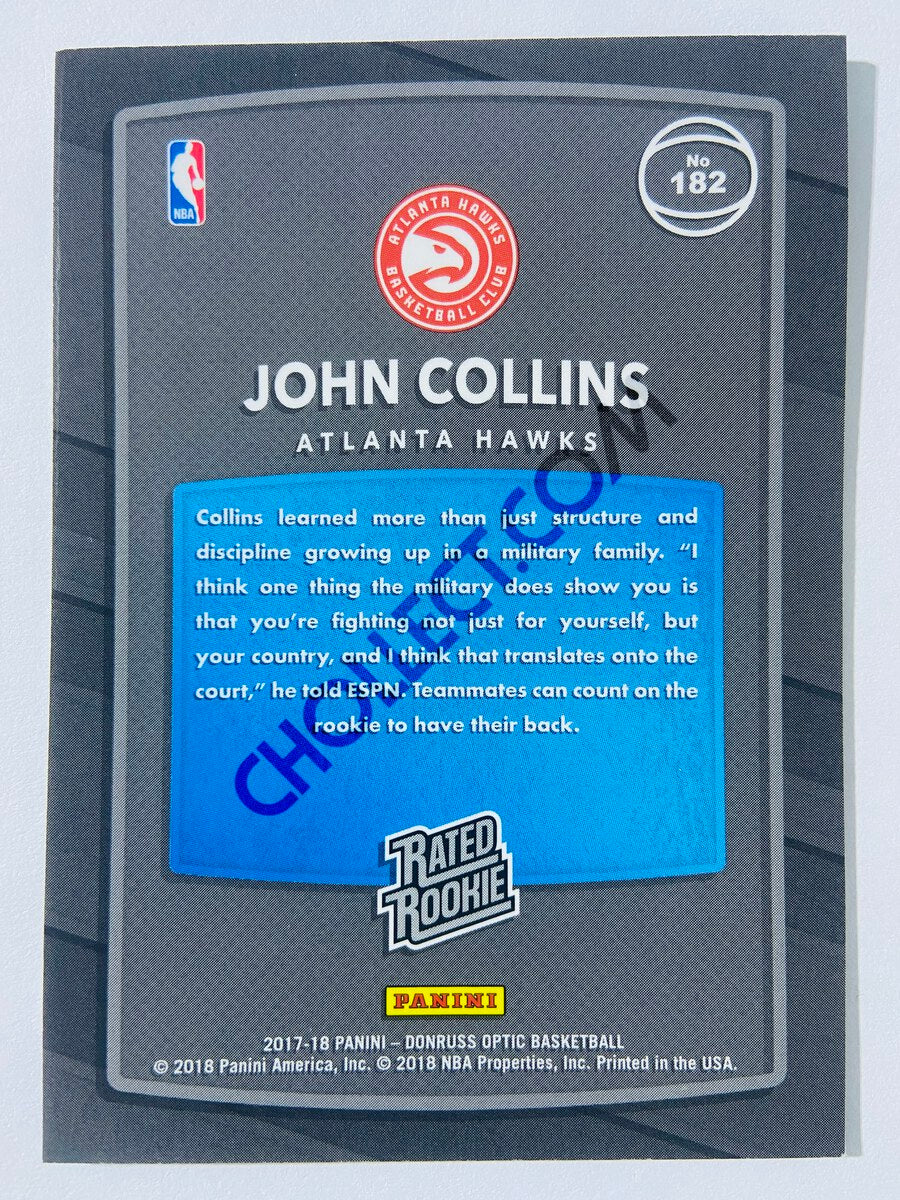 NBA
No
182
ATLANTA HAWKS
BASKETBALL CLUB
JOHN COLLINS
ATLANTA HAWKS
Collins learned more than just structure and
discipline growing up in a military family. “I
think one thing the military does show you is
that you’re fighting not just for yourself, but
your country, and I think that translates onto the
court,” he told ESPN. Teammates can count on the
rookie to have their back.
CHOLLECT.COM
RATED
ROOKIE
PANINI
2017-18 PANINI – DONRUSS OPTIC BASKETBALL
© 2018 Panini America, Inc. © 2018 NBA Properties, Inc. Printed in the USA.